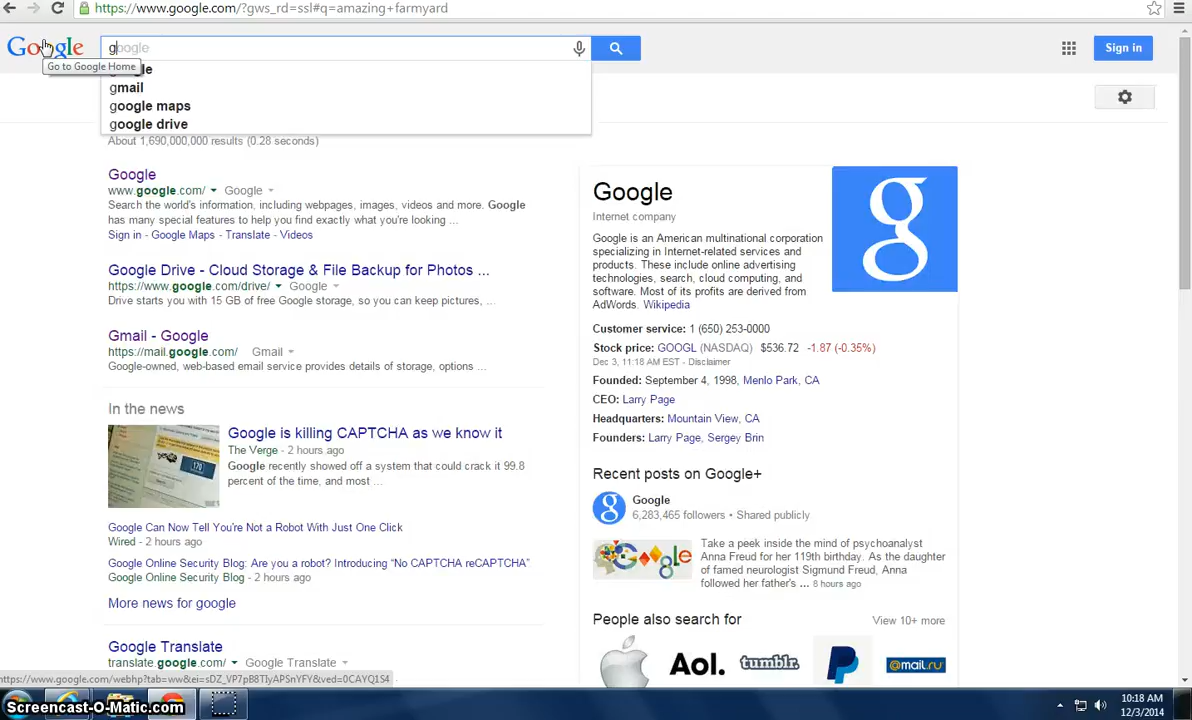 https://www.google.com/?gws_rd=ssl#q=amazing+farmyard
Google
google
Sign in
Go to Google Home
gmail
google maps
google drive
About 1,690,000,000 results (0.28 seconds)
Google
www.google.com/ Google
Search the world's information, including webpages, images, videos and more. Google
has many special features to help you find exactly what you're looking ...
Sign in - Google Maps - Translate - Videos
Google Drive - Cloud Storage & File Backup for Photos ...
https://www.google.com/drive/ Google
Drive starts you with 15 GB of free Google storage, so you can keep pictures, ...
Gmail - Google
https://mail.google.com/ Gmail
Google-owned, web-based email service provides details of storage, options ...
In the news
Google is killing CAPTCHA as we know it
The Verge - 2 hours ago
Google recently showed off a system that could crack it 99.8
percent of the time, and most ...
170
Google Can Now Tell You're Not a Robot With Just One Click
Wired - 2 hours ago
Google Online Security Blog: Are you a robot? Introducing “No CAPTCHA reCAPTCHA”
Google Online Security Blog - 2 hours ago
More news for google
Google Translate
translate.google.com/ Google Translate
Google
Internet company
g
Google is an American multinational corporation
specializing in Internet-related services and
products. These include online advertising
technologies, search, cloud computing, and
software. Most of its profits are derived from
AdWords. Wikipedia
Customer service: 1 (650) 253-0000
Stock price: GOOGL (NASDAQ) $536.72 -1.87 (-0.35%)
Dec 3, 11:18 AM EST - Disclaimer
Founded: September 4, 1998, Menlo Park, CA
CEO: Larry Page
Headquarters: Mountain View, CA
Founders: Larry Page, Sergey Brin
Recent posts on Google+
g
Google
6,283,465 followers • Shared publicly
Take a peek inside the mind of psychoanalyst
Anna Freud for her 119th birthday. As the daughter
of famed neurologist Sigmund Freud, Anna
followed her father's ... 8 hours ago
People also search for
View 10+ more
Aol.
tumblr.
@mail.ru
Screencast-O-Matic.com
10:18 AM
12/3/2014